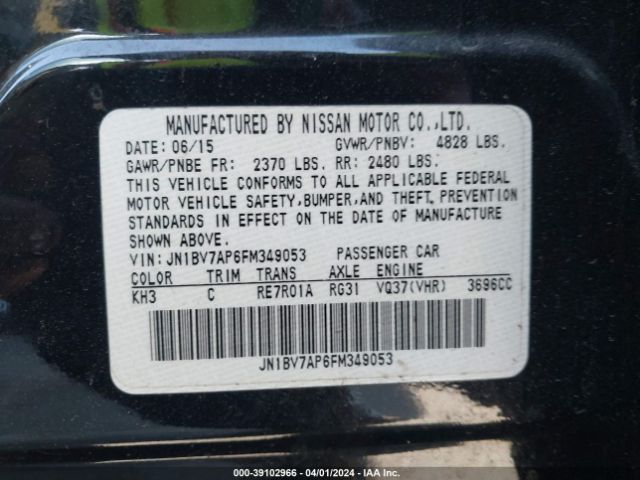 MANUFACTURED BY NISSAN MOTOR CO.,LTD.
DATE: 06/15 GVWR/PNBV: 4828 LBS.
GAWR/PNBE FR: 2370 LBS. RR: 2480 LBS.
THIS VEHICLE CONFORMS TO ALL APPLICABLE FEDERAL
MOTOR VEHICLE SAFETY,BUMPER,AND THEFT PREVENTION
STANDARDS IN EFFECT ON THE DATE OF MANUFACTURE
SHOWN ABOVE.
VIN: JN1BV7AP6FM349053 PASSENGER CAR
COLOR TRIM TRANS AXLE ENGINE
KH3 C RE7R01A RG31 VQ37(VHR) 3696CC
JN1BV7AP6FM349053
000-39102966 - 04/01/2024 - IAA Inc.